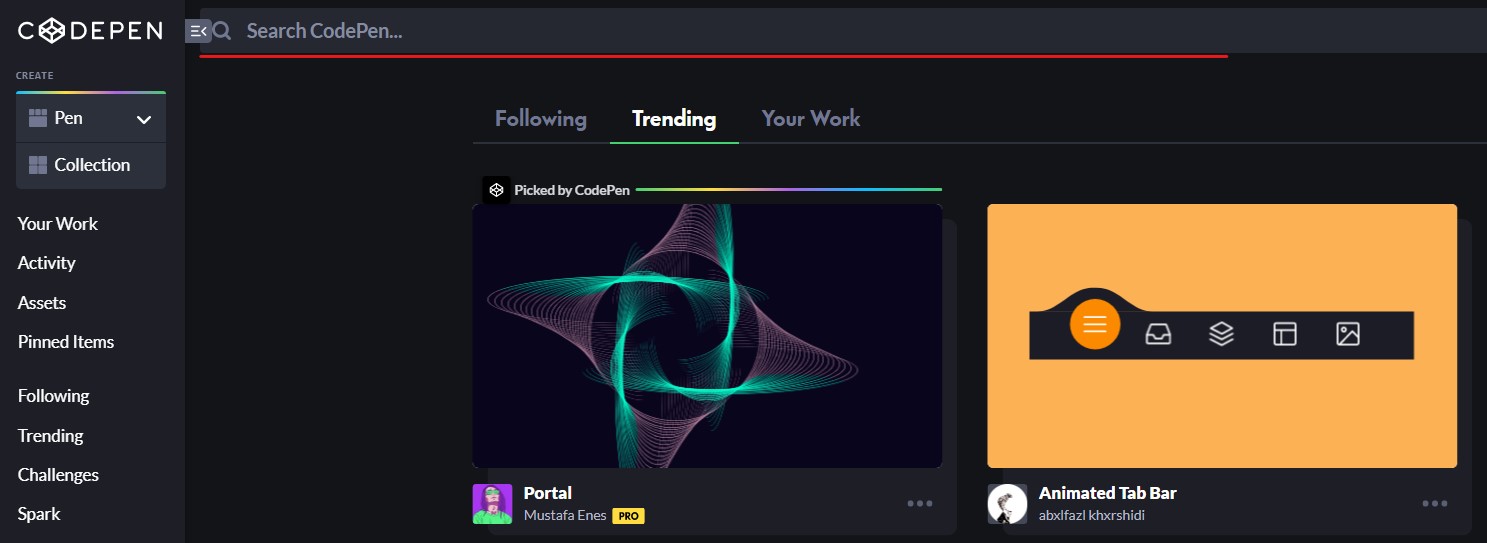 CODEPEN
Search CodePen...
CREATE
Pen
Collection
Your Work
Activity
Assets
Pinned Items
Following
Trending
Challenges
Spark
Following Trending Your Work
Picked by CodePen
Portal
Mustafa Enes PRO
Animated Tab Bar
abxlfazl khxrshidi